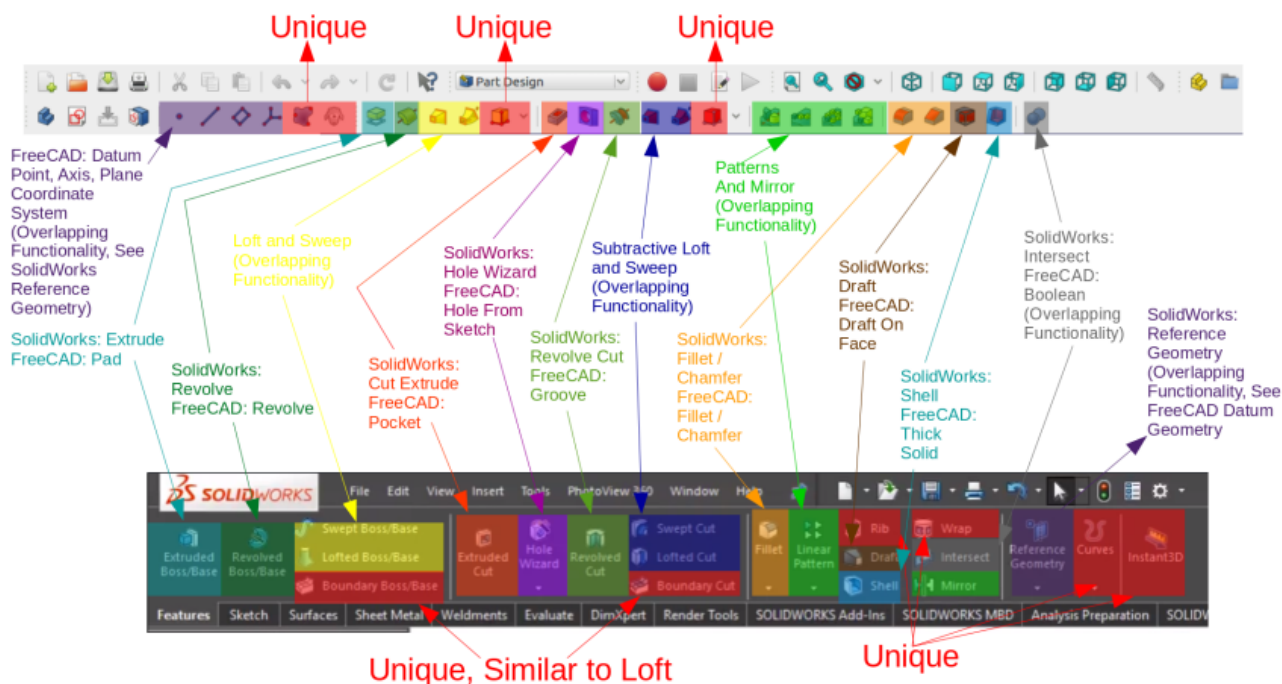 Unique
Unique
Unique
Part Design
FreeCAD: Datum
Point, Axis, Plane
Coordinate
System
(Overlapping
Functionality, See
SolidWorks
Reference
Geometry)
SolidWorks: Extrude
FreeCAD: Pad
SolidWorks:
Revolve
FreeCAD: Revolve
Loft and Sweep
(Overlapping
Functionality)
SolidWorks:
Cut Extrude
FreeCAD:
Pocket
SolidWorks:
Hole Wizard
FreeCAD:
Hole From
Sketch
SolidWorks:
Revolve Cut
FreeCAD:
Groove
Subtractive Loft
and Sweep
(Overlapping
Functionality)
SolidWorks:
Fillet /
Chamfer
FreeCAD:
Fillet /
Chamfer
Patterns
And Mirror
(Overlapping
Functionality)
SolidWorks:
Draft
FreeCAD:
Draft On
Face
SolidWorks:
Shell
FreeCAD:
Thick
Solid
SolidWorks:
Intersect
FreeCAD:
Boolean
(Overlapping
Functionality)
SolidWorks:
Reference
Geometry
(Overlapping
Functionality, See
FreeCAD Datum
Geometry
SOLIDWORKS File Edit View Insert Tools PhotoView 360 Window Help
Extruded
Boss/Base
Revolved
Boss/Base
Swept Boss/Base
Lofted Boss/Base
Boundary Boss/Base
Extruded
Cut
Hole
Wizard
Revolved
Cut
Swept Cut
Lofted Cut
Boundary Cut
Fillet
Linear
Pattern
Rib
Draft
Shell
Wrap
Intersect
Mirror
Reference
Geometry
Curves
Instant3D
Features Sketch Surfaces Sheet Metal Weldments Evaluate DimXpert Render Tools SOLIDWORKS Add-Ins SOLIDWORKS MBD Analysis Preparation SOLIDW
Unique, Similar to Loft
Unique